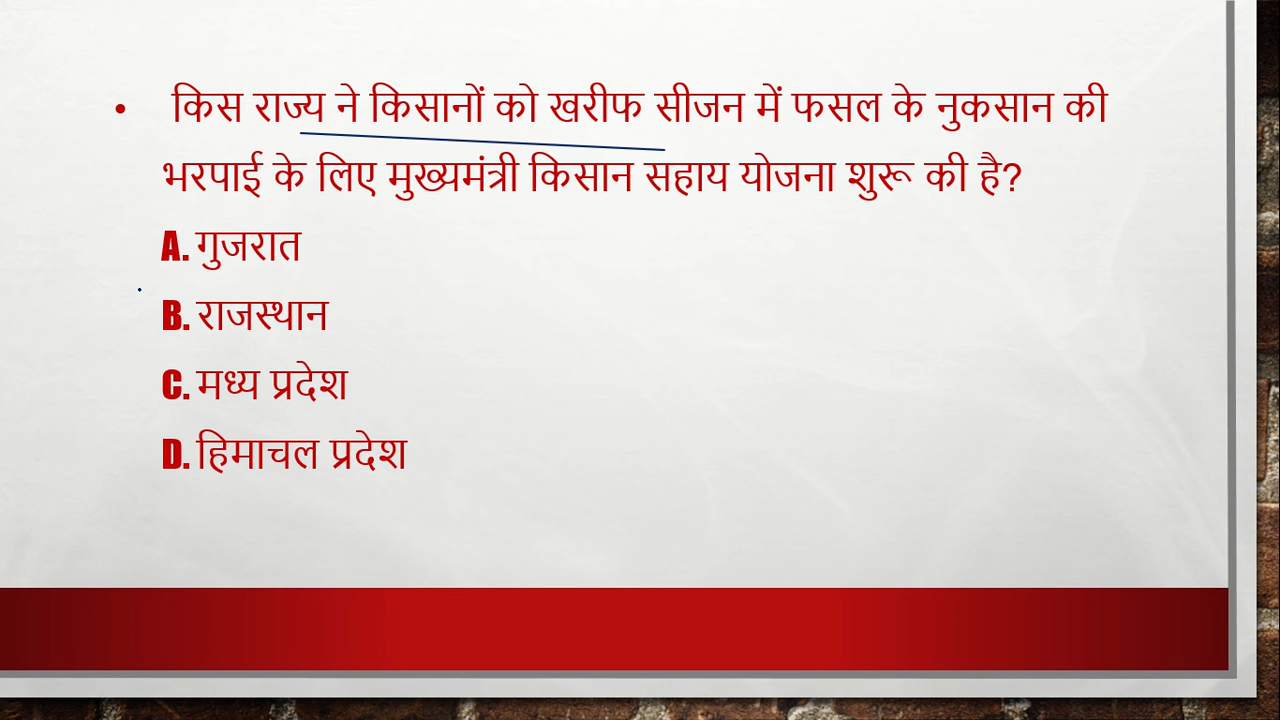 • किस राज्य ने किसानों को खरीफ सीजन में फसल के नुकसान की
भरपाई के लिए मुख्यमंत्री किसान सहाय योजना शुरू की है?
A. गुजरात
B. राजस्थान
C. मध्य प्रदेश
D. हिमाचल प्रदेश